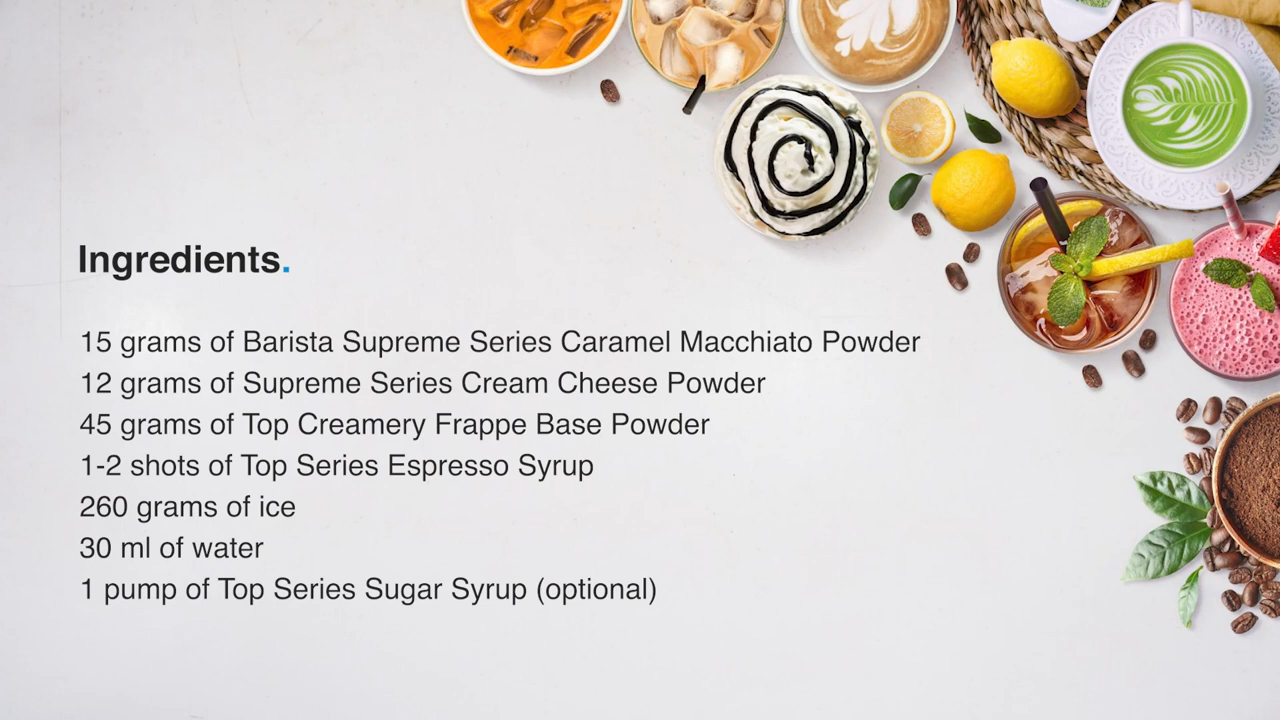 Ingredients.
15 grams of Barista Supreme Series Caramel Macchiato Powder
12 grams of Supreme Series Cream Cheese Powder
45 grams of Top Creamery Frappe Base Powder
1-2 shots of Top Series Espresso Syrup
260 grams of ice
30 ml of water
1 pump of Top Series Sugar Syrup (optional)